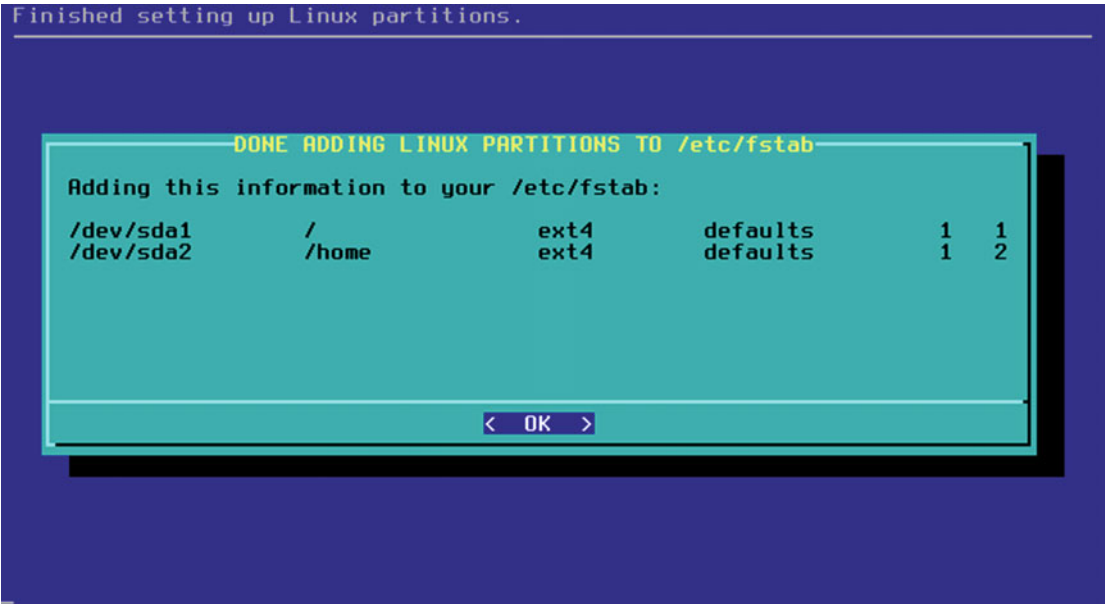 Finished setting up Linux partitions.
DONE ADDING LINUX PARTITIONS TO /etc/fstab
Adding this information to your /etc/fstab:
/dev/sda1 / ext4 defaults 1 1
/dev/sda2 /home ext4 defaults 1 2
< OK >